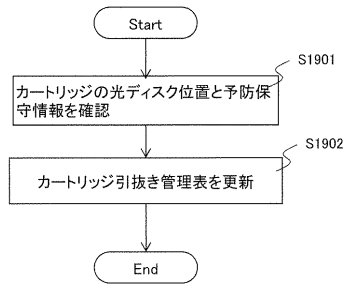 Start
S1901
カートリッジの光ディスク位置と予防保
守情報を確認
S1902
カートリッジ引抜き管理表を更新
End